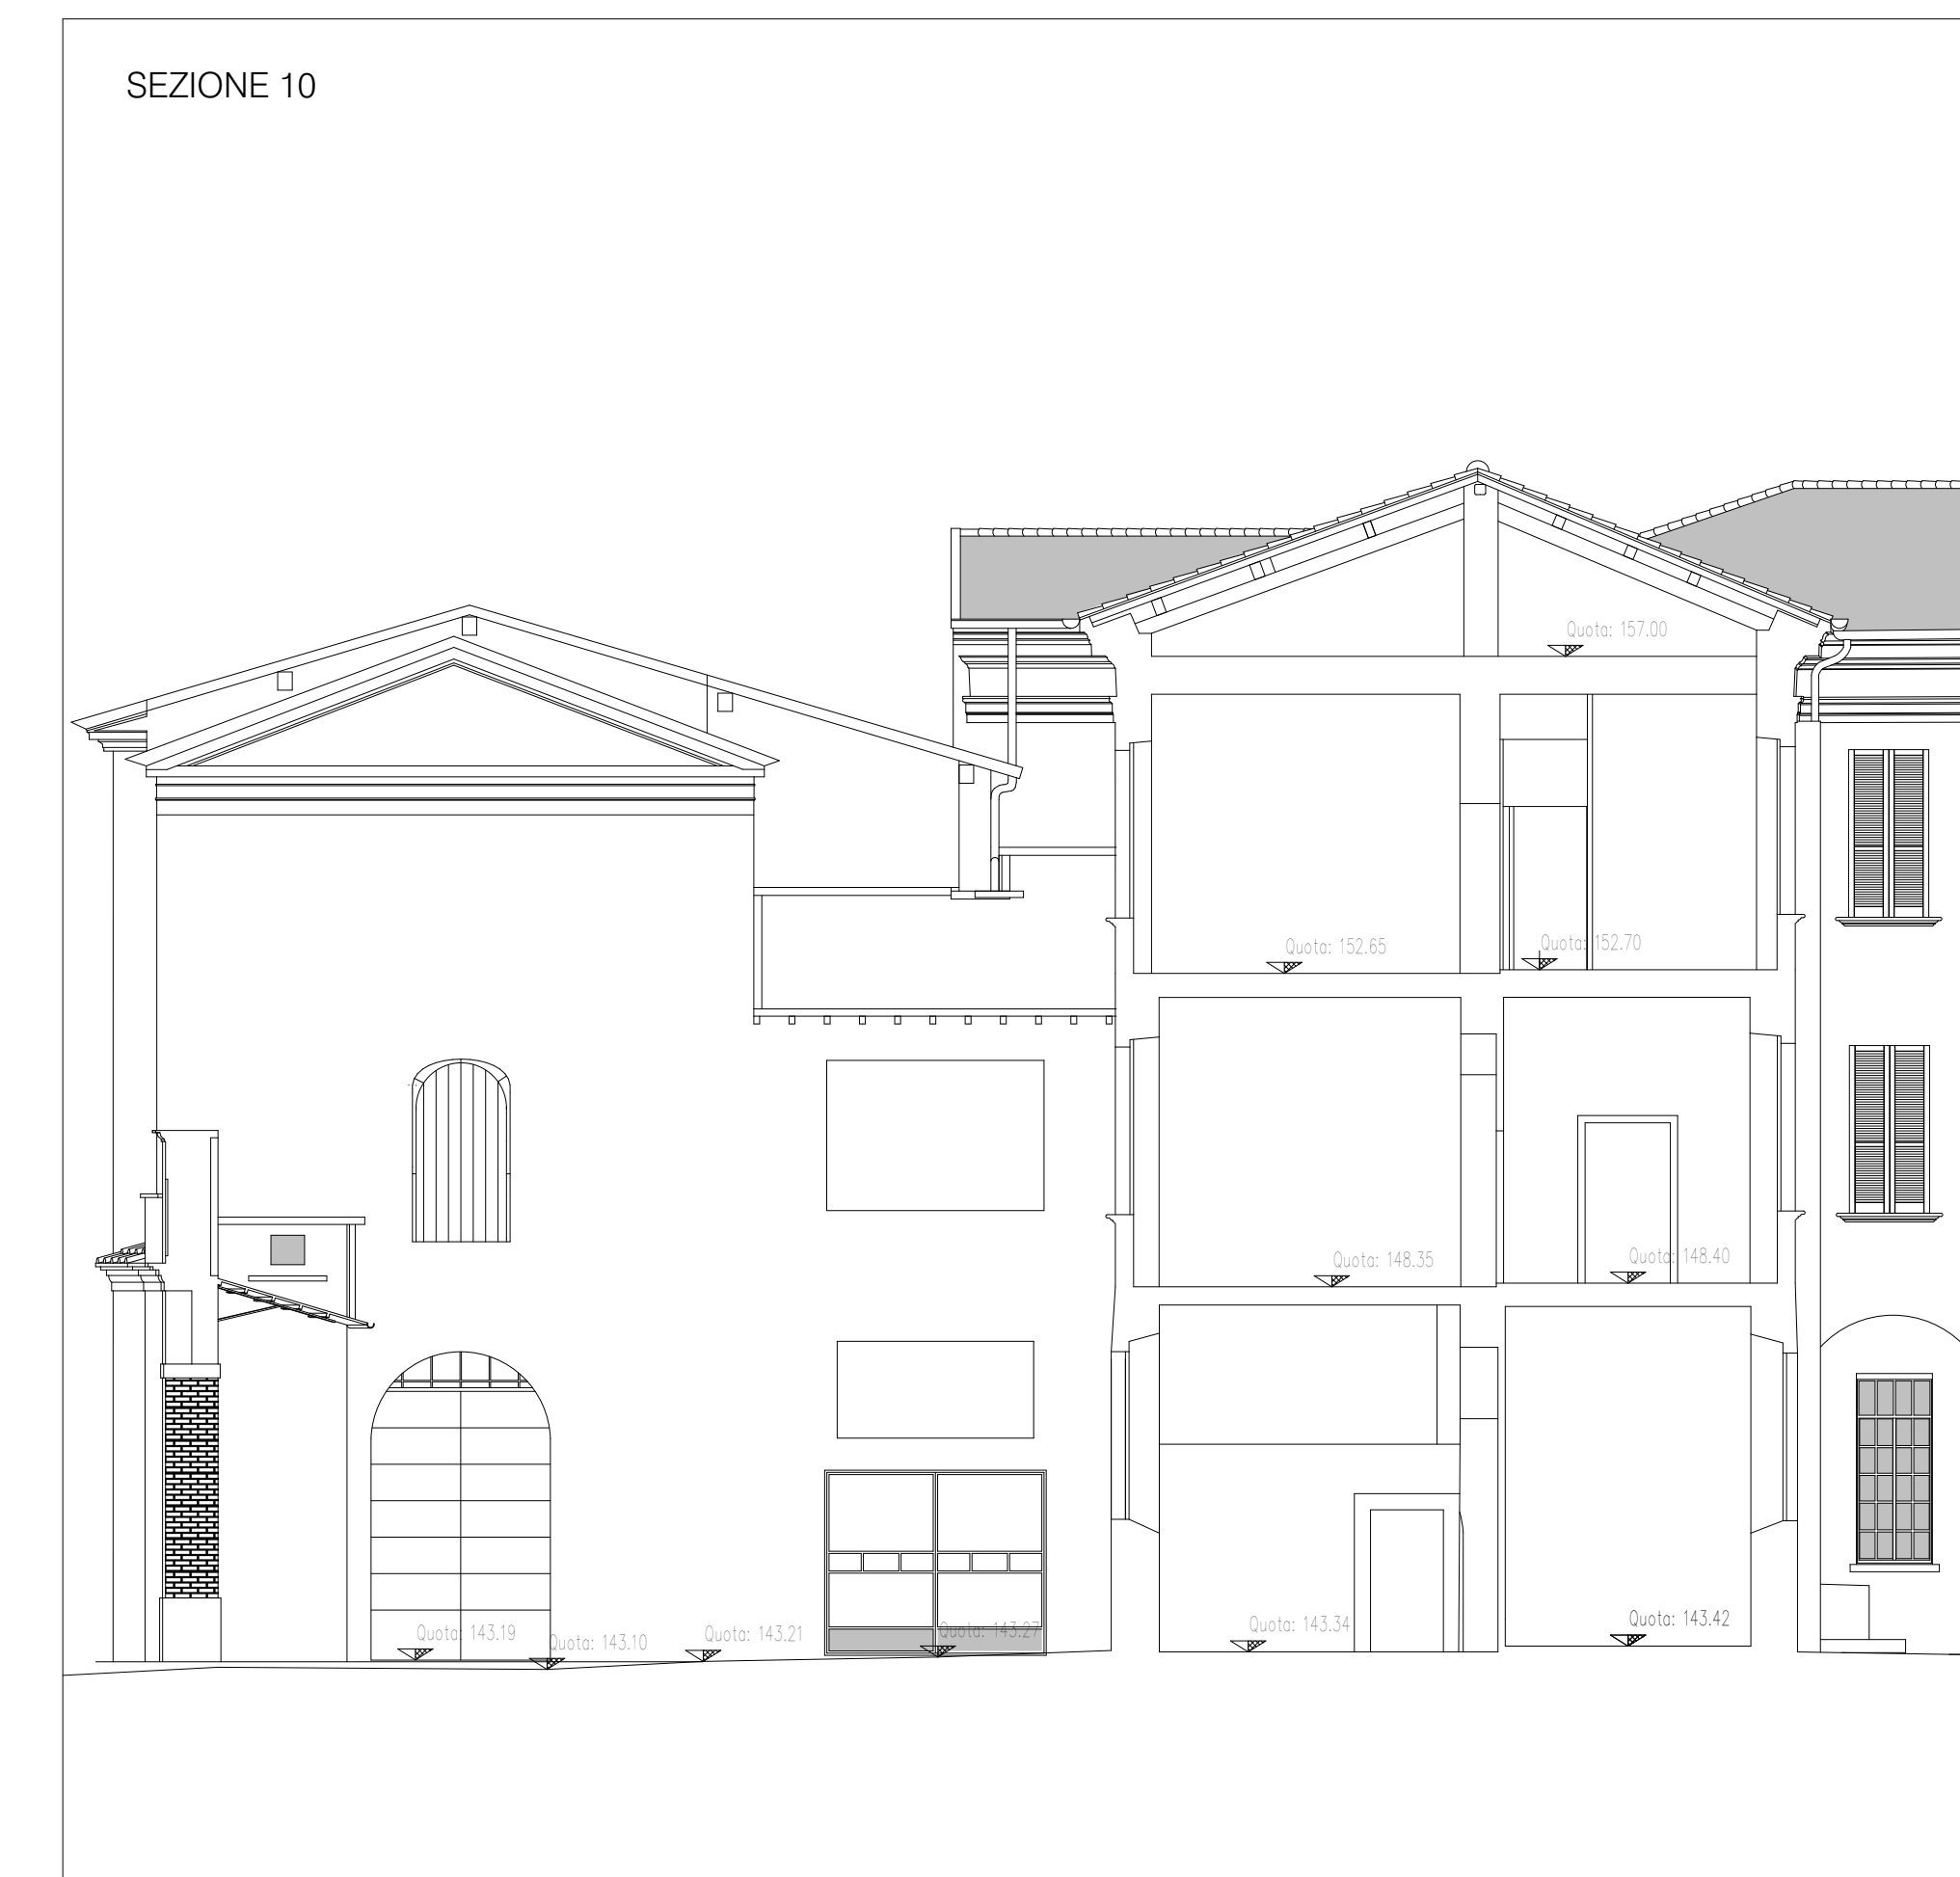 SEZIONE 10
Quota: 157.00
Quota: 152.65
Quota: 152.70
Quota: 148.35
Quota: 148.40
Quota: 143.19
Quota: 143.10
Quota: 143.21
Quota: 143.27
Quota: 143.34
Quota: 143.42